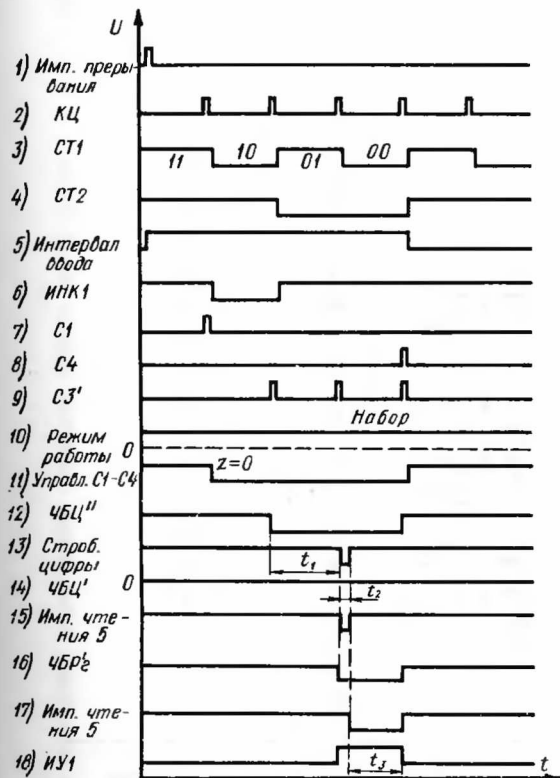 U
1) Имп. преры-
вания
2) КЦ
3) СТ1
11 10 01 00
4) СТ2
5) Интервал
ввода
6) ИНК1
7) С1
8) С4
9) С3'
Набор
10) Режим
работы 0
z=0
11) Управл. С1-С4
12) ЧБЦ"
13) Строб.
цифры
t₁
14) ЧБЦ' 0
t₂
15) Имп. чте-
ния 5
16) ЧБР'г
17) Имп. чте-
ния 5
18) ИУ1
t₃
t